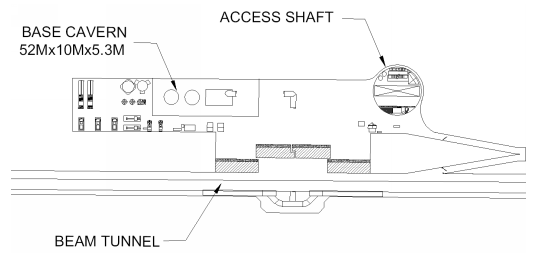 ACCESS SHAFT
BASE CAVERN
52Mx10Mx5.3M
BEAM TUNNEL